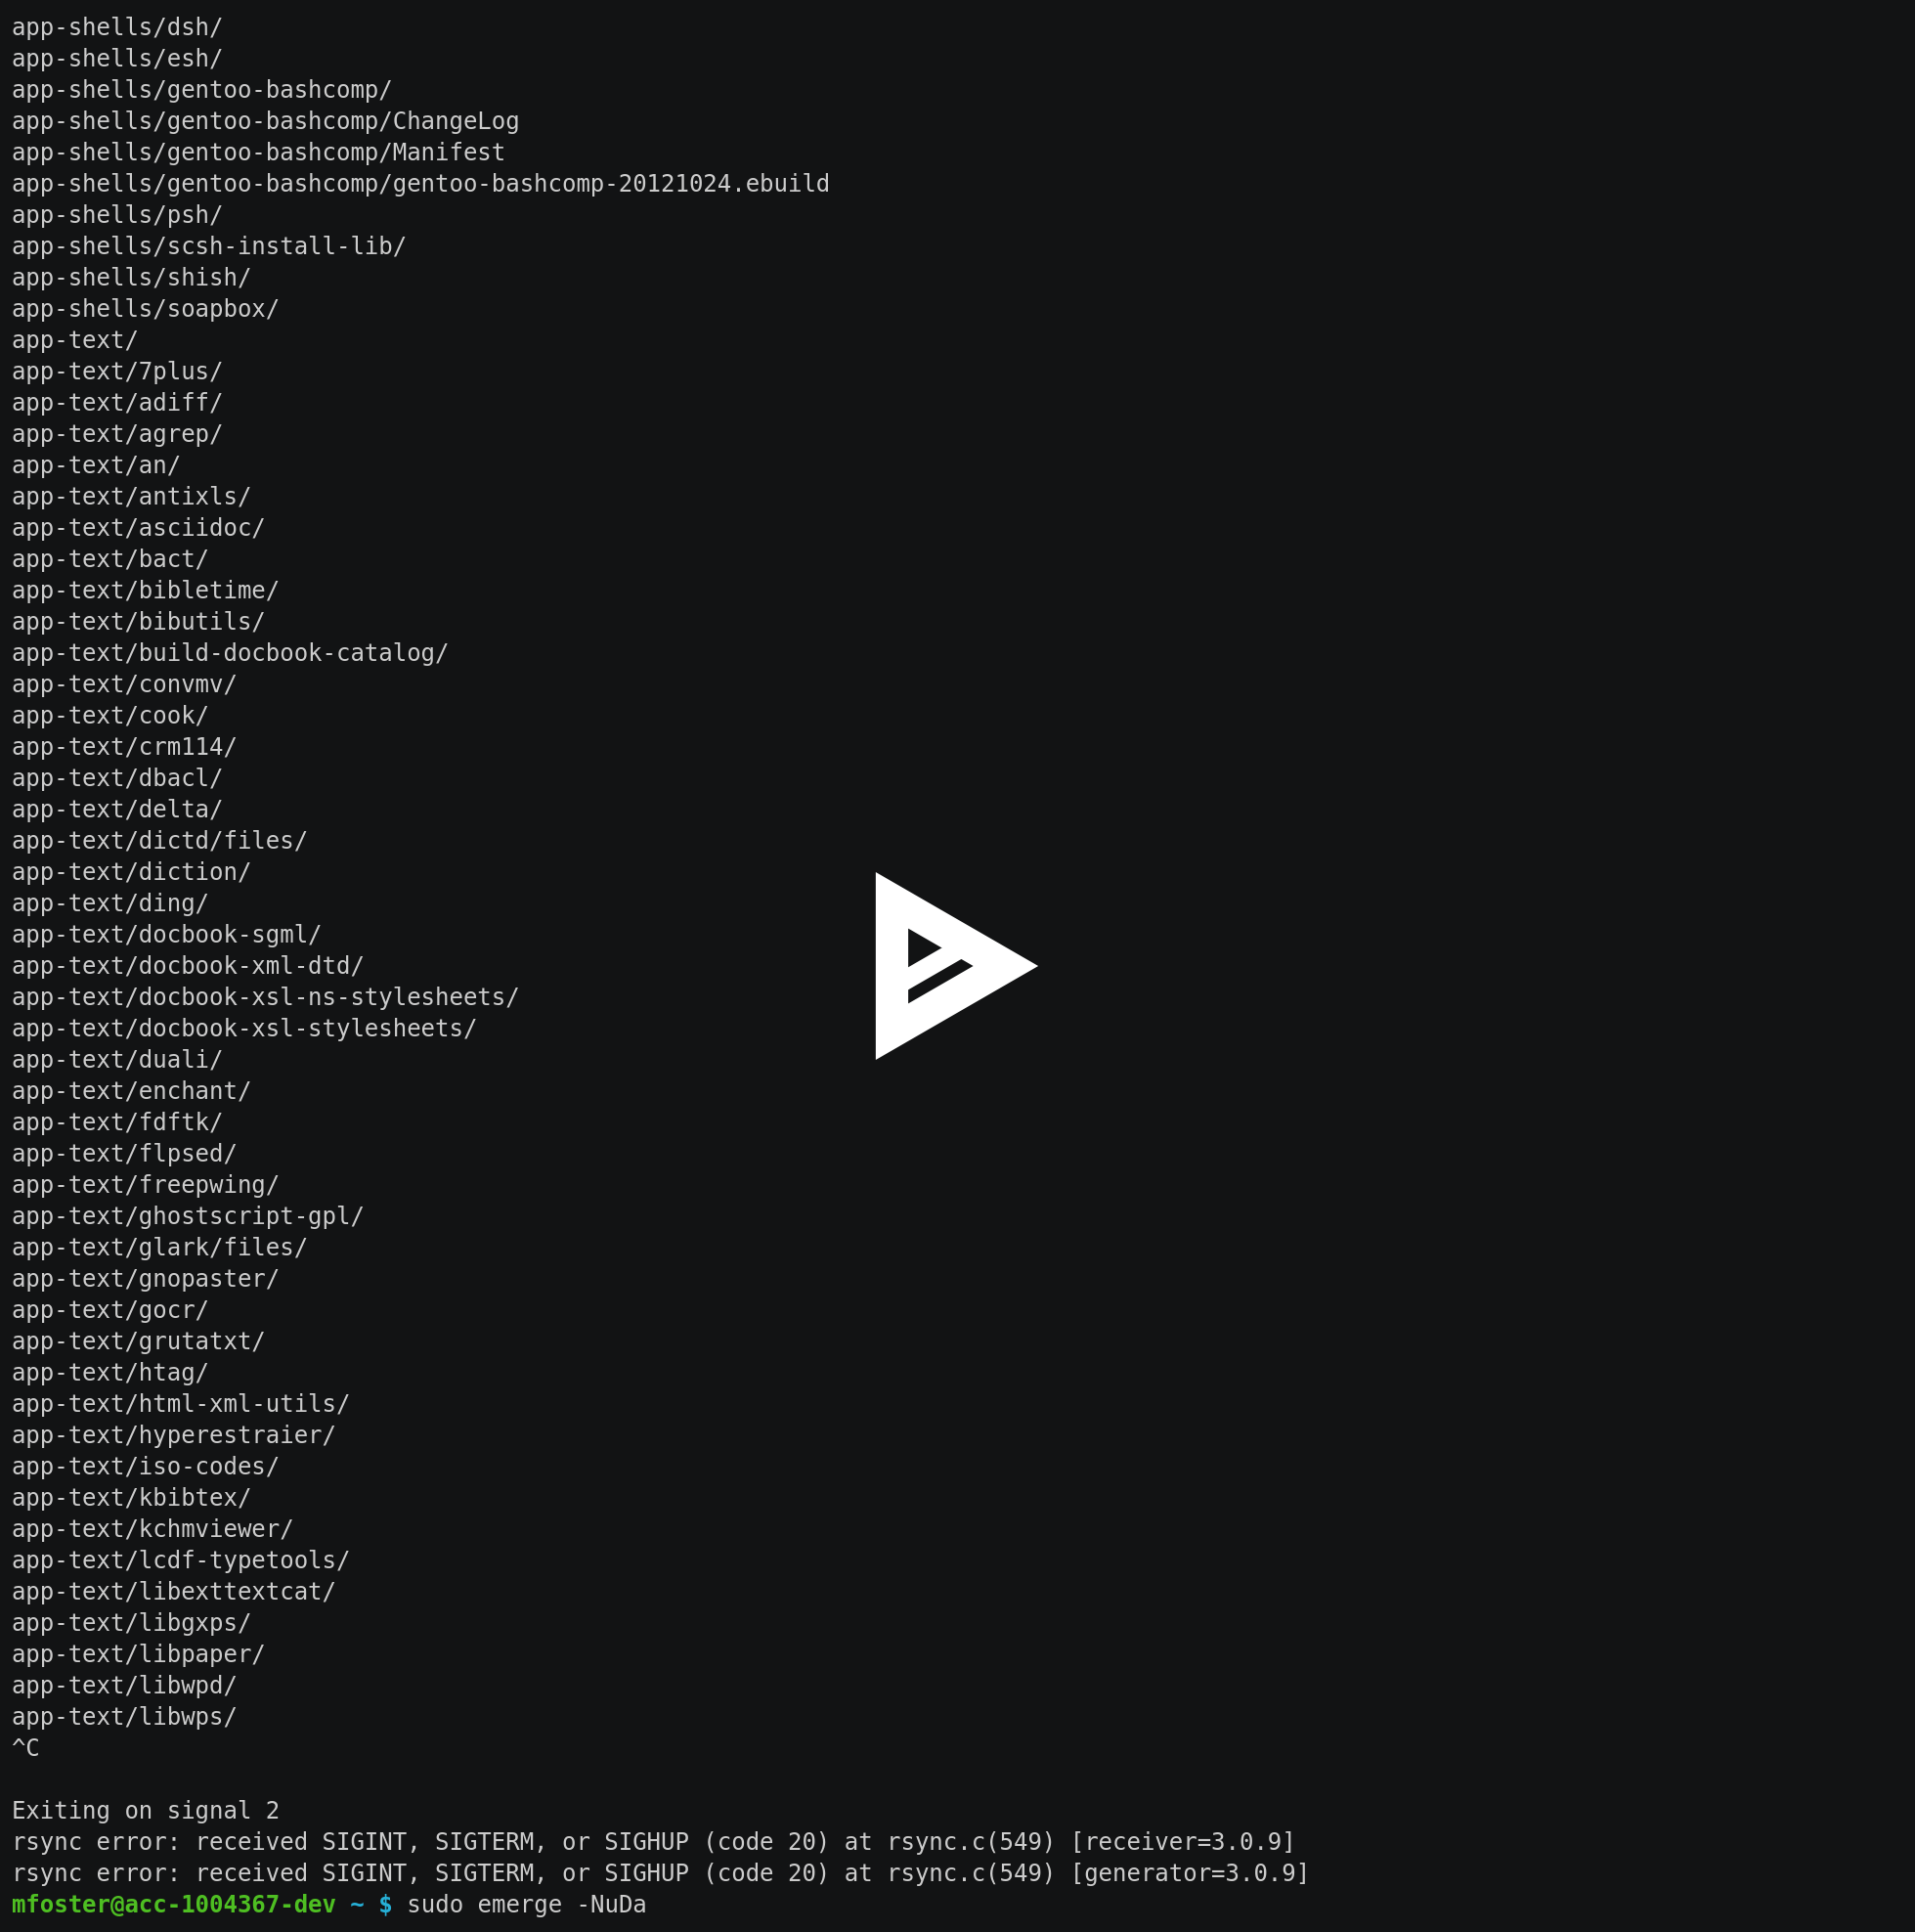 app-shells/dsh/
app-shells/esh/
app-shells/gentoo-bashcomp/
app-shells/gentoo-bashcomp/ChangeLog
app-shells/gentoo-bashcomp/Manifest
app-shells/gentoo-bashcomp/gentoo-bashcomp-20121024.ebuild
app-shells/psh/
app-shells/scsh-install-lib/
app-shells/shish/
app-shells/soapbox/
app-text/
app-text/7plus/
app-text/adiff/
app-text/agrep/
app-text/an/
app-text/antixls/
app-text/asciidoc/
app-text/bact/
app-text/bibletime/
app-text/bibutils/
app-text/build-docbook-catalog/
app-text/convmv/
app-text/cook/
app-text/crm114/
app-text/dbacl/
app-text/delta/
app-text/dictd/files/
app-text/diction/
app-text/ding/
app-text/docbook-sgml/
app-text/docbook-xml-dtd/
app-text/docbook-xsl-ns-stylesheets/
app-text/docbook-xsl-stylesheets/
app-text/duali/
app-text/enchant/
app-text/fdftk/
app-text/flpsed/
app-text/freepwing/
app-text/ghostscript-gpl/
app-text/glark/files/
app-text/gnopaster/
app-text/gocr/
app-text/grutatxt/
app-text/htag/
app-text/html-xml-utils/
app-text/hyperestraier/
app-text/iso-codes/
app-text/kbibtex/
app-text/kchmviewer/
app-text/lcdf-typetools/
app-text/libexttextcat/
app-text/libgxps/
app-text/libpaper/
app-text/libwpd/
app-text/libwps/
^C
Exiting on signal 2
rsync error: received SIGINT, SIGTERM, or SIGHUP (code 20) at rsync.c(549) [receiver=3.0.9]
rsync error: received SIGINT, SIGTERM, or SIGHUP (code 20) at rsync.c(549) [generator=3.0.9]
mfoster@acc-1004367-dev ~ $ sudo emerge -NuDa